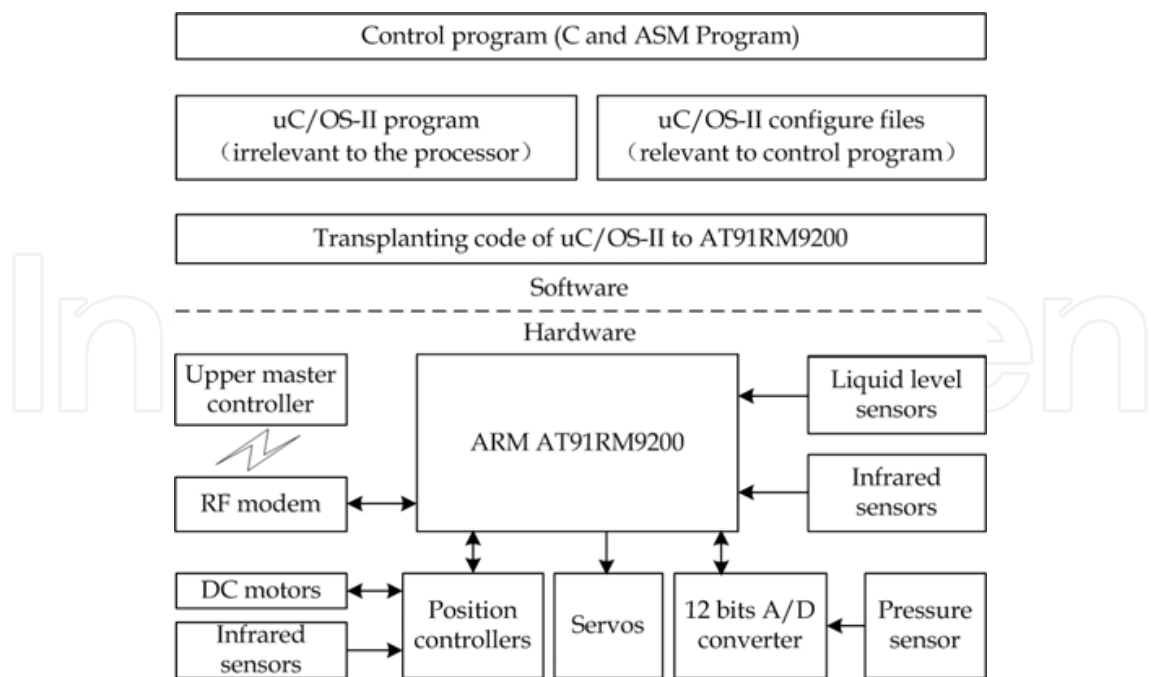 Control program (C and ASM Program)
uC/OS-II program
（irrelevant to the processor）
uC/OS-II configure files
（relevant to control program）
Transplanting code of uC/OS-II to AT91RM9200
Software
Hardware
Upper master
controller
ARM AT91RM9200
Liquid level
sensors
RF modem
Infrared
sensors
DC motors
Infrared
sensors
Position
controllers
Servos
12 bits A/D
converter
Pressure
sensor
In
en